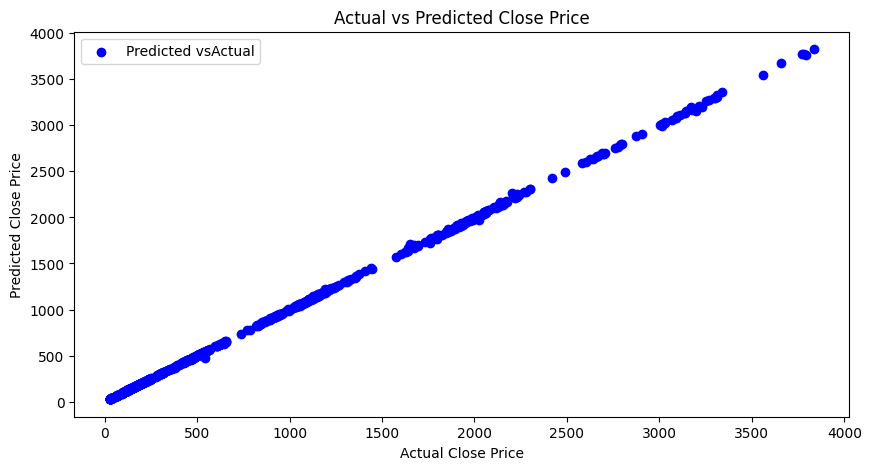 Actual vs Predicted Close Price
Predicted vsActual
Predicted Close Price
4000
3500
3000
2500
2000
1500
1000
500
0
0 500 1000 1500 2000 2500 3000 3500 4000
Actual Close Price